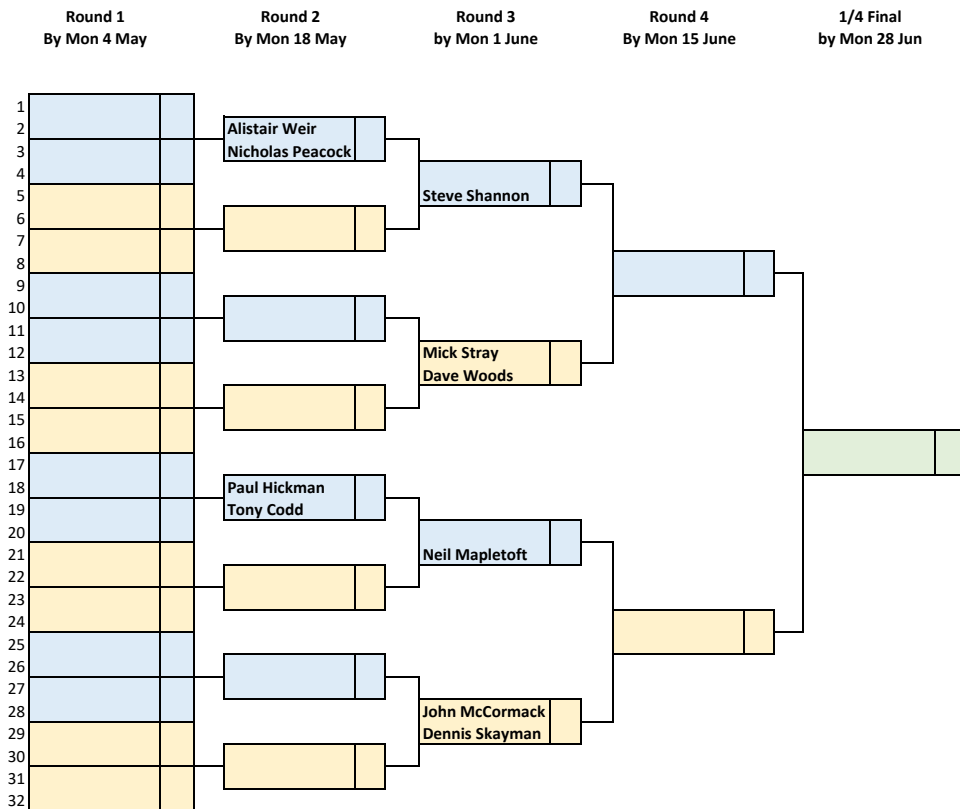 Round 1
By Mon 4 May
Round 2
By Mon 18 May
Round 3
by Mon 1 June
Round 4
By Mon 15 June
1/4 Final
by Mon 28 Jun
1
2
3
4
5
6
7
8
9
10
11
12
13
14
15
16
17
18
19
20
21
22
23
24
25
26
27
28
29
30
31
32
Alistair Weir
Nicholas Peacock
Paul Hickman
Tony Codd
Steve Shannon
Mick Stray
Dave Woods
Neil Mapletoft
John McCormack
Dennis Skayman